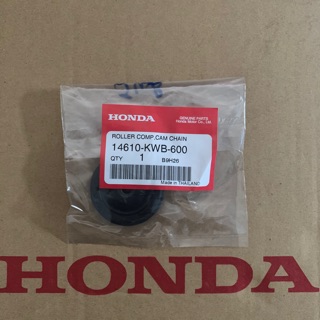 HONDA
GENUINE PARTS
Honda Motor Co., Ltd.
ROLLER COMP,CAM CHAIN
14610-KWB-600
QTY 1 B9H26
Made in THAILAND
HONDA